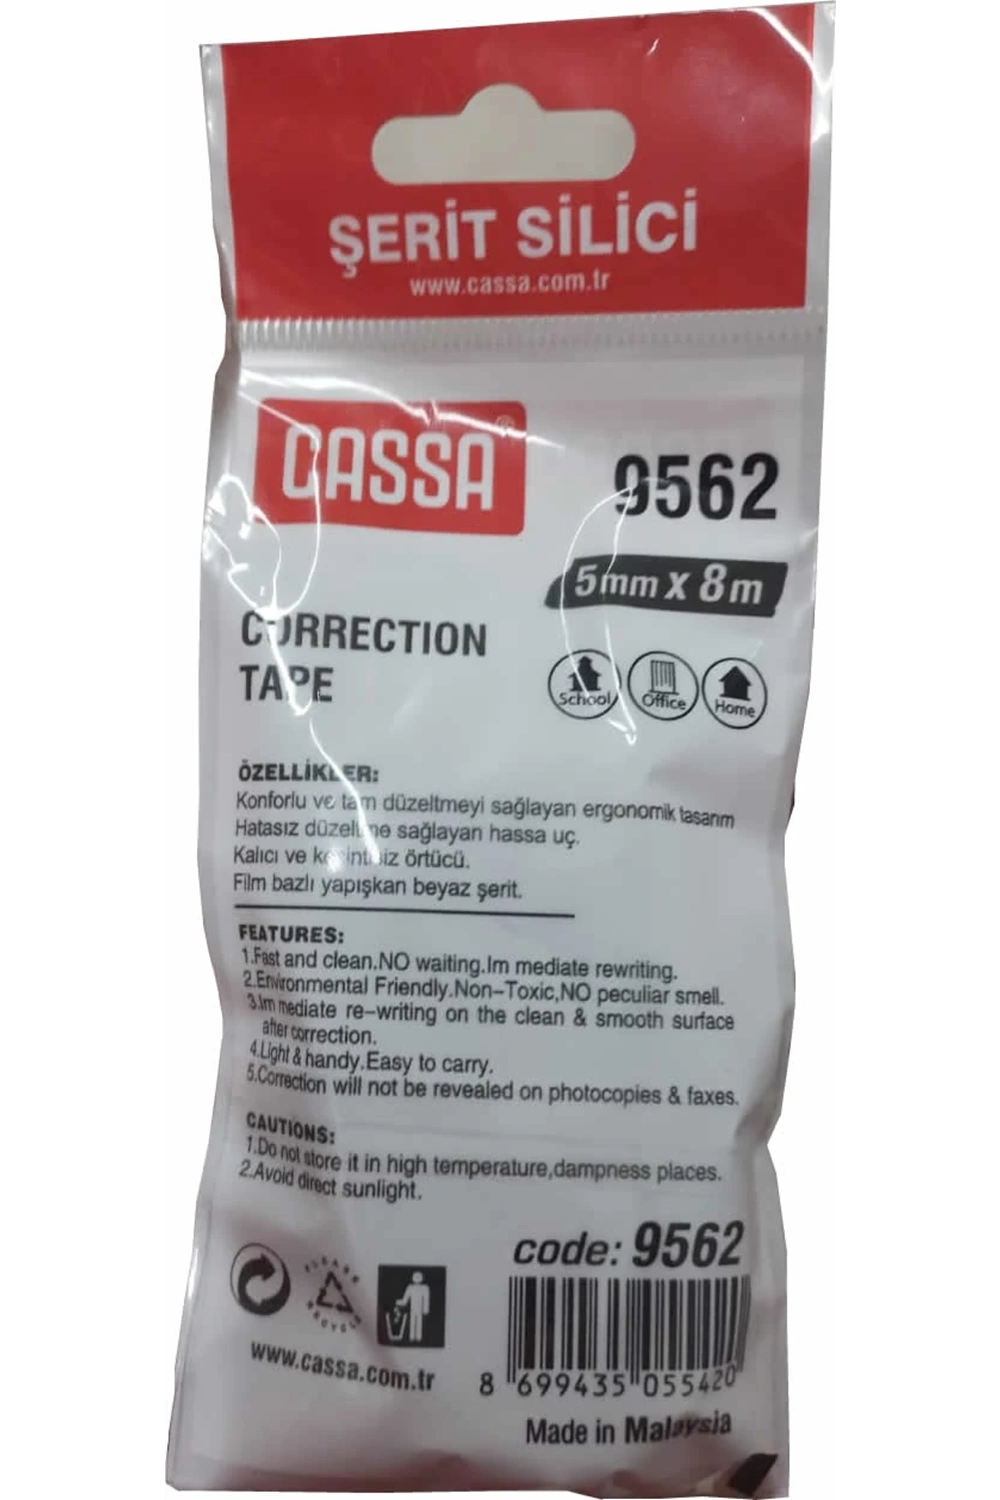 ŞERİT SİLİCİ
www.cassa.com.tr
CASSA®
9562
5mm x 8m
CORRECTION
TAPE
School
Office
Home
ÖZELLİKLER:
Konforlu ve tam düzeltmeyi sağlayan ergonomik tasarım
Hatasız düzeltme sağlayan hassa uç.
Kalıcı ve kesintisiz örtücü.
Film bazlı yapışkan beyaz şerit.
FEATURES:
1.Fast and clean.NO waiting.Im mediate rewriting.
2.Environmental Friendly.Non-Toxic,NO peculiar smell.
3.Im mediate re-writing on the clean & smooth surface
after correction.
4.Light & handy.Easy to carry.
5.Correction will not be revealed on photocopies & faxes.
CAUTIONS:
1.Do not store it in high temperature,dampness places.
2.Avoid direct sunlight.
code: 9562
PLEASE
RECYCLE
www.cassa.com.tr
8 699435 055420
Made in Malaysia